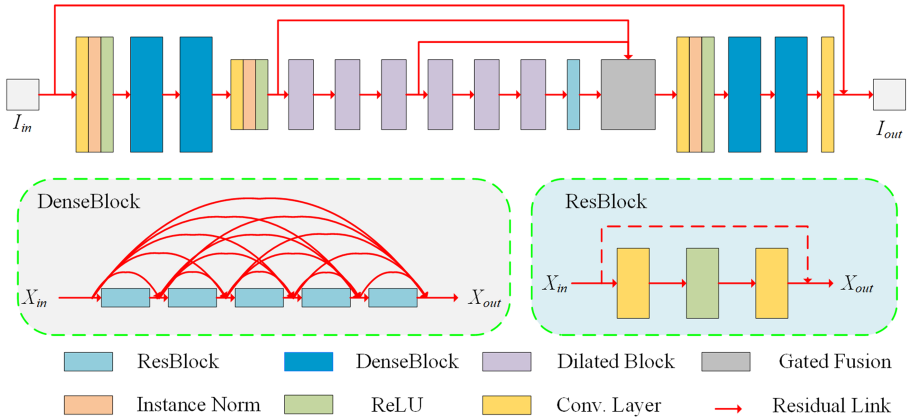 I_in
I_out
DenseBlock
ResBlock
X_in
X_out
X_in
X_out
ResBlock
DenseBlock
Dilated Block
Gated Fusion
Instance Norm
ReLU
Conv. Layer
Residual Link